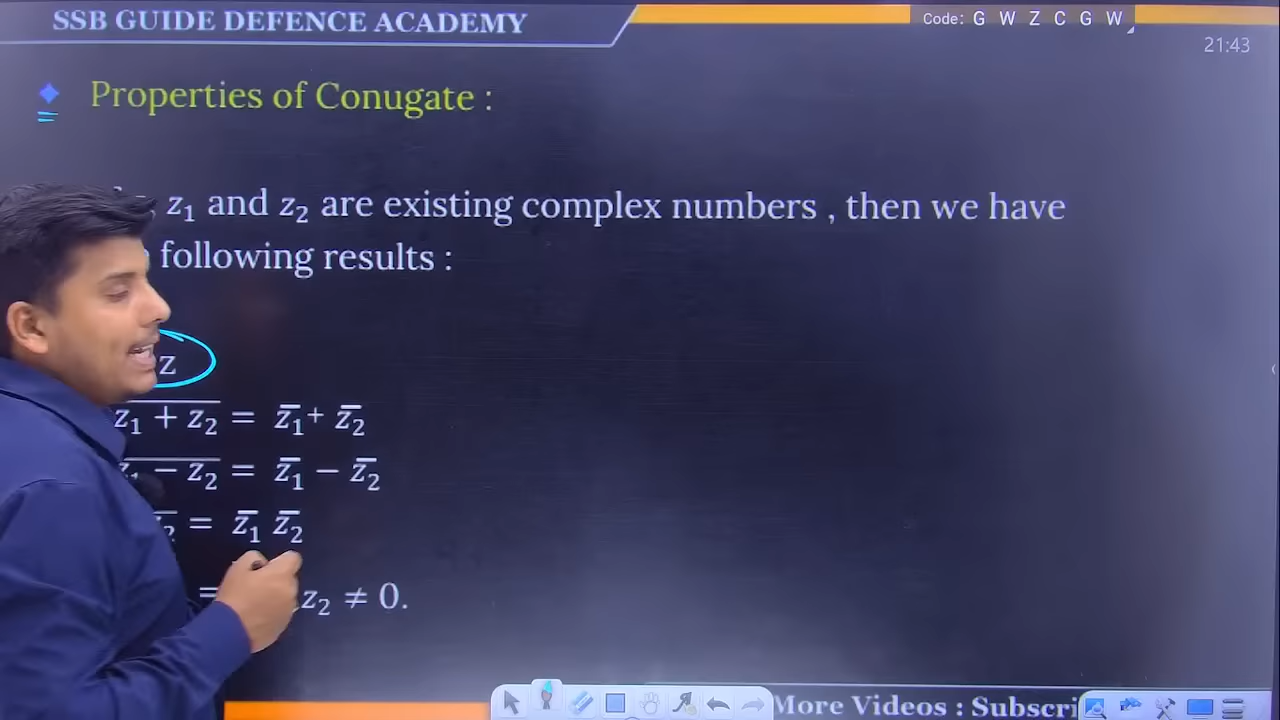 SSB GUIDE DEFENCE ACADEMY
Code: G W Z C G W
21:43
Properties of Conugate :
z₁ and z₂ are existing complex numbers , then we have
following results :
z
z₁ + z₂ = z̄₁ + z̄₂
− z₂ = z̄₁ − z̄₂
= z̄₁ z̄₂
= z₂ ≠ 0.
More Videos : Subscri